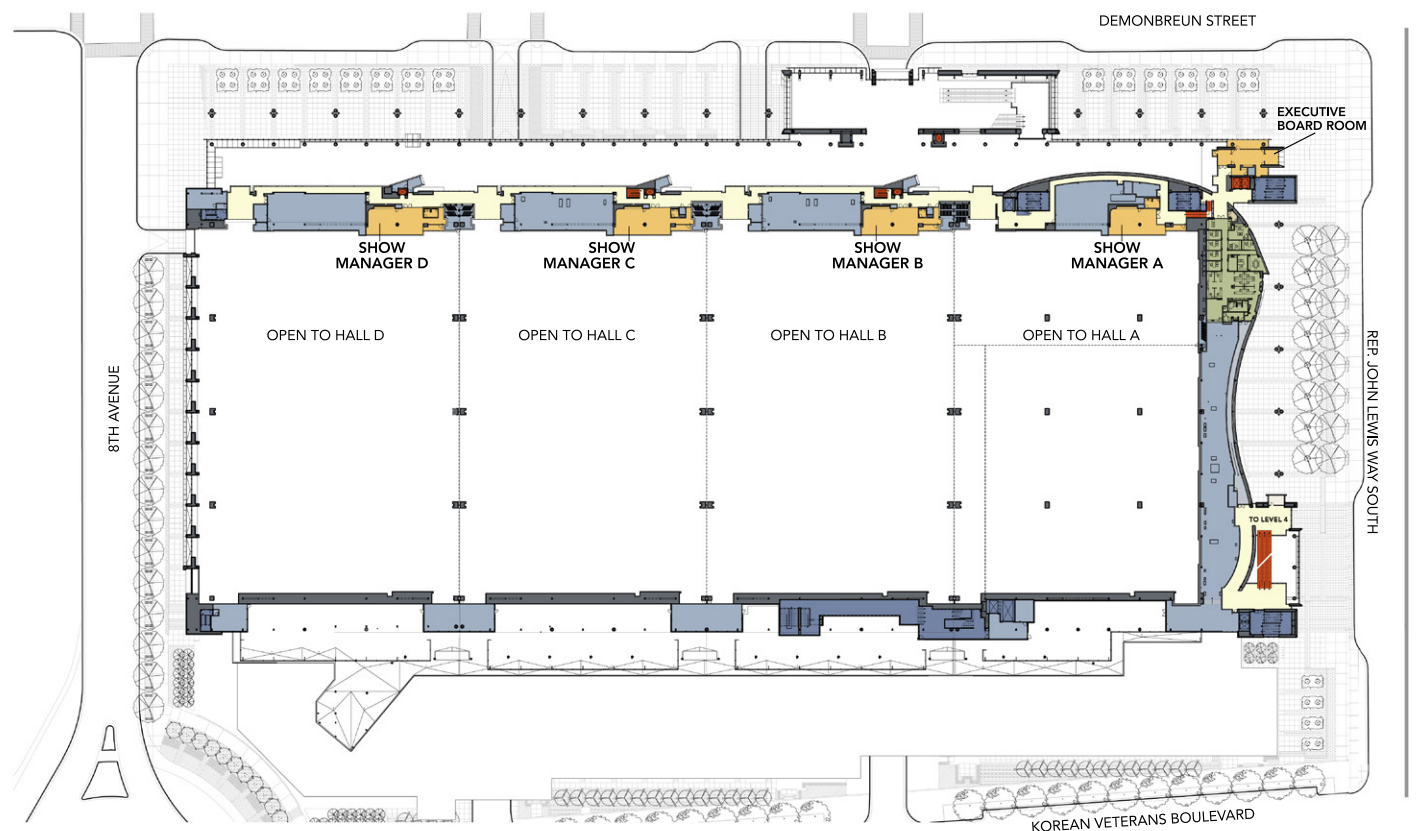 DEMONBREUN STREET
EXECUTIVE
BOARD ROOM
SHOW
MANAGER D
SHOW
MANAGER C
SHOW
MANAGER B
SHOW
MANAGER A
OPEN TO HALL D
OPEN TO HALL C
OPEN TO HALL B
OPEN TO HALL A
8TH AVENUE
REP. JOHN LEWIS WAY SOUTH
TO LEVEL 4
KOREAN VETERANS BOULEVARD